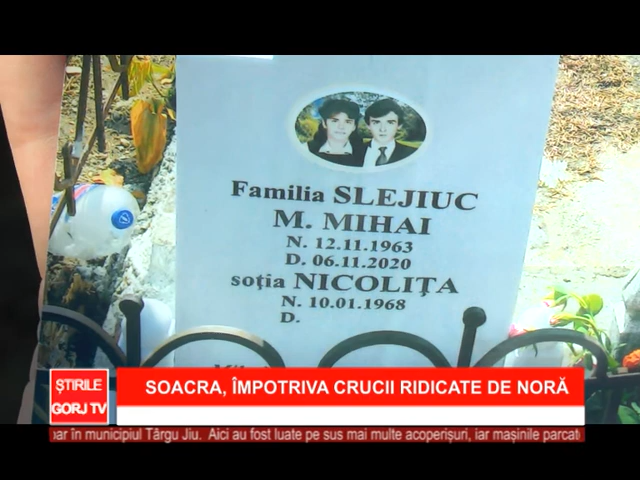 Familia SLEJIUC
M. MIHAI
N. 12.11.1963
D. 06.11.2020
soția NICOLIȚA
N. 10.01.1968
D.
ȘTIRILE
GORJ TV
SOACRA, ÎMPOTRIVA CRUCII RIDICATE DE NORĂ
oar în municipiul Târgu Jiu. Aici au fost luate pe sus mai multe acoperișuri, iar mașinile parcate